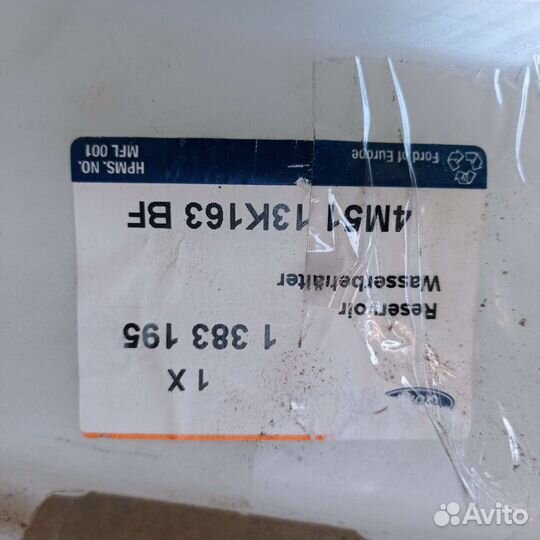 1 X
1 383 195
Reservoir
Wasserbehälter
4M51 13K163 BF
Ford of Europe
HPMS. NO.
MFL 001
Avito